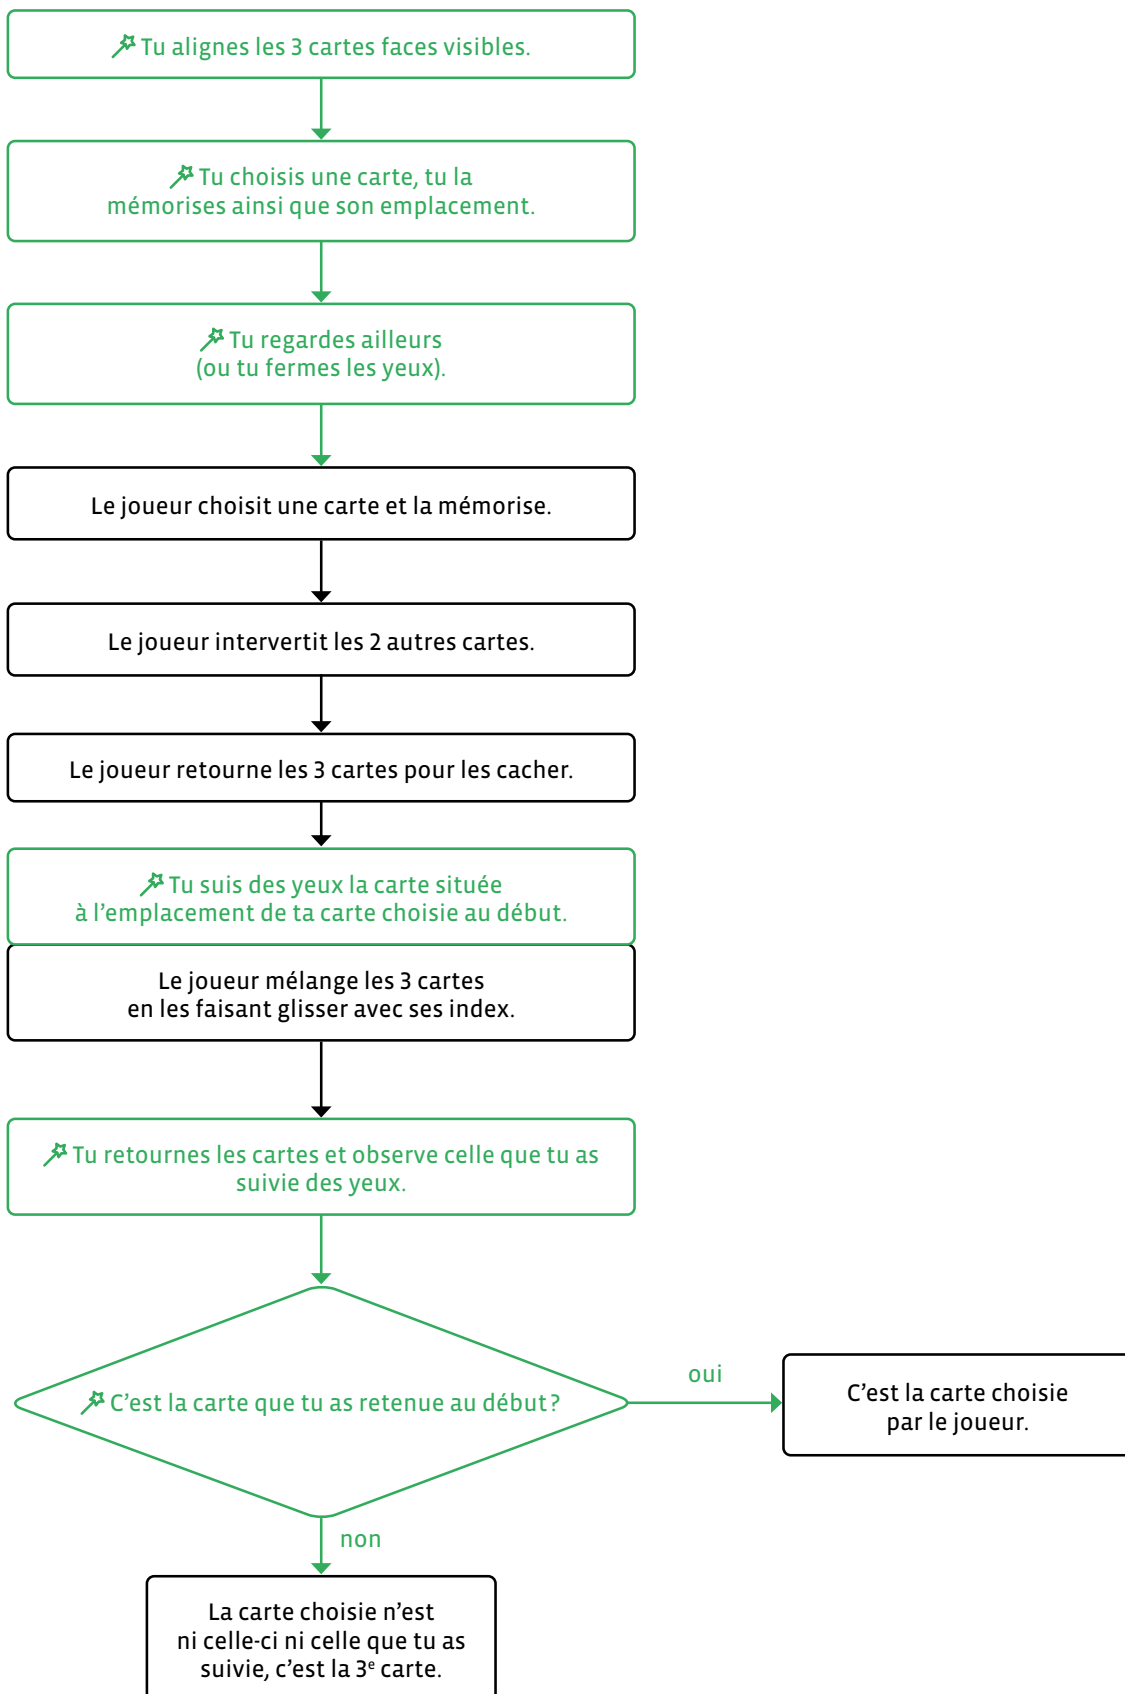 Tu alignes les 3 cartes faces visibles.
Tu choisis une carte, tu la
mémorises ainsi que son emplacement.
Tu regardes ailleurs
(ou tu fermes les yeux).
Le joueur choisit une carte et la mémorise.
Le joueur intervertit les 2 autres cartes.
Le joueur retourne les 3 cartes pour les cacher.
Tu suis des yeux la carte située
à l’emplacement de ta carte choisie au début.
Le joueur mélange les 3 cartes
en les faisant glisser avec ses index.
Tu retournes les cartes et observe celle que tu as
suivie des yeux.
C’est la carte que tu as retenue au début ?
oui
C’est la carte choisie
par le joueur.
non
La carte choisie n’est
ni celle-ci ni celle que tu as
suivie, c’est la 3ᵉ carte.